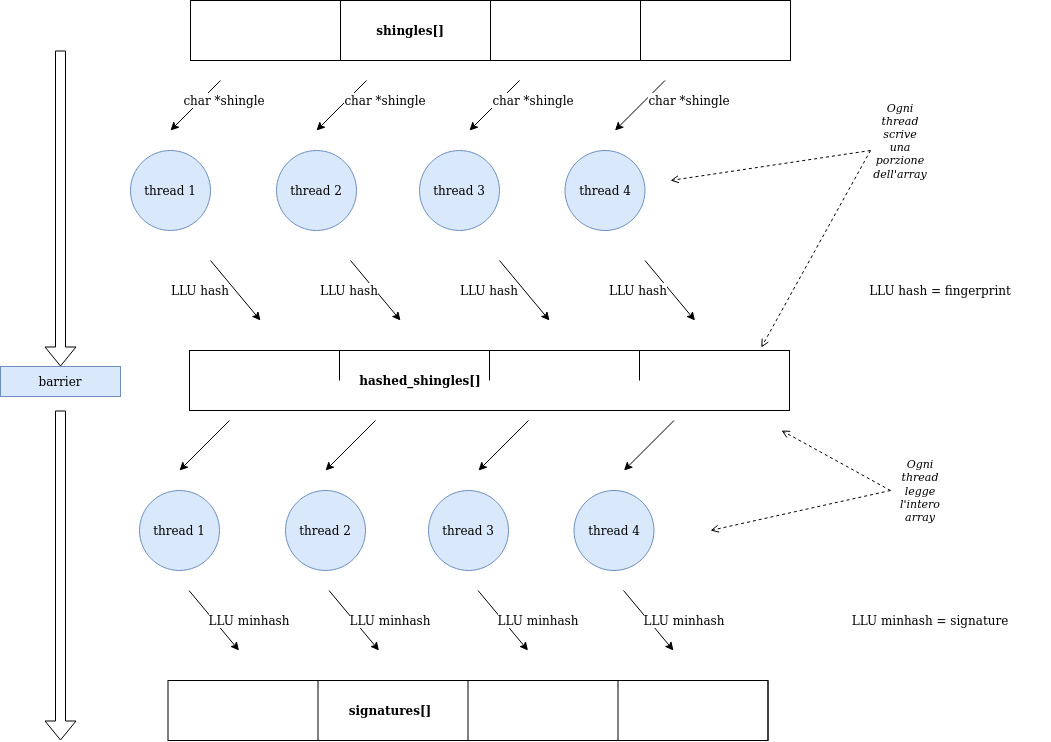 shingles[]
char *shingle
char *shingle
char *shingle
char *shingle
Ogni
thread
scrive
una
porzione
dell'array
thread 1
thread 2
thread 3
thread 4
LLU hash
LLU hash
LLU hash
LLU hash
LLU hash = fingerprint
barrier
hashed_shingles[]
Ogni
thread
legge
l'intero
array
thread 1
thread 2
thread 3
thread 4
LLU minhash
LLU minhash
LLU minhash
LLU minhash
LLU minhash = signature
signatures[]